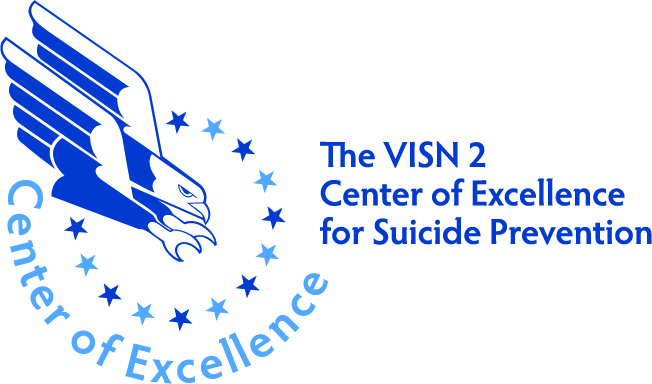 Center of Excellence
The VISN 2
Center of Excellence
for Suicide Prevention